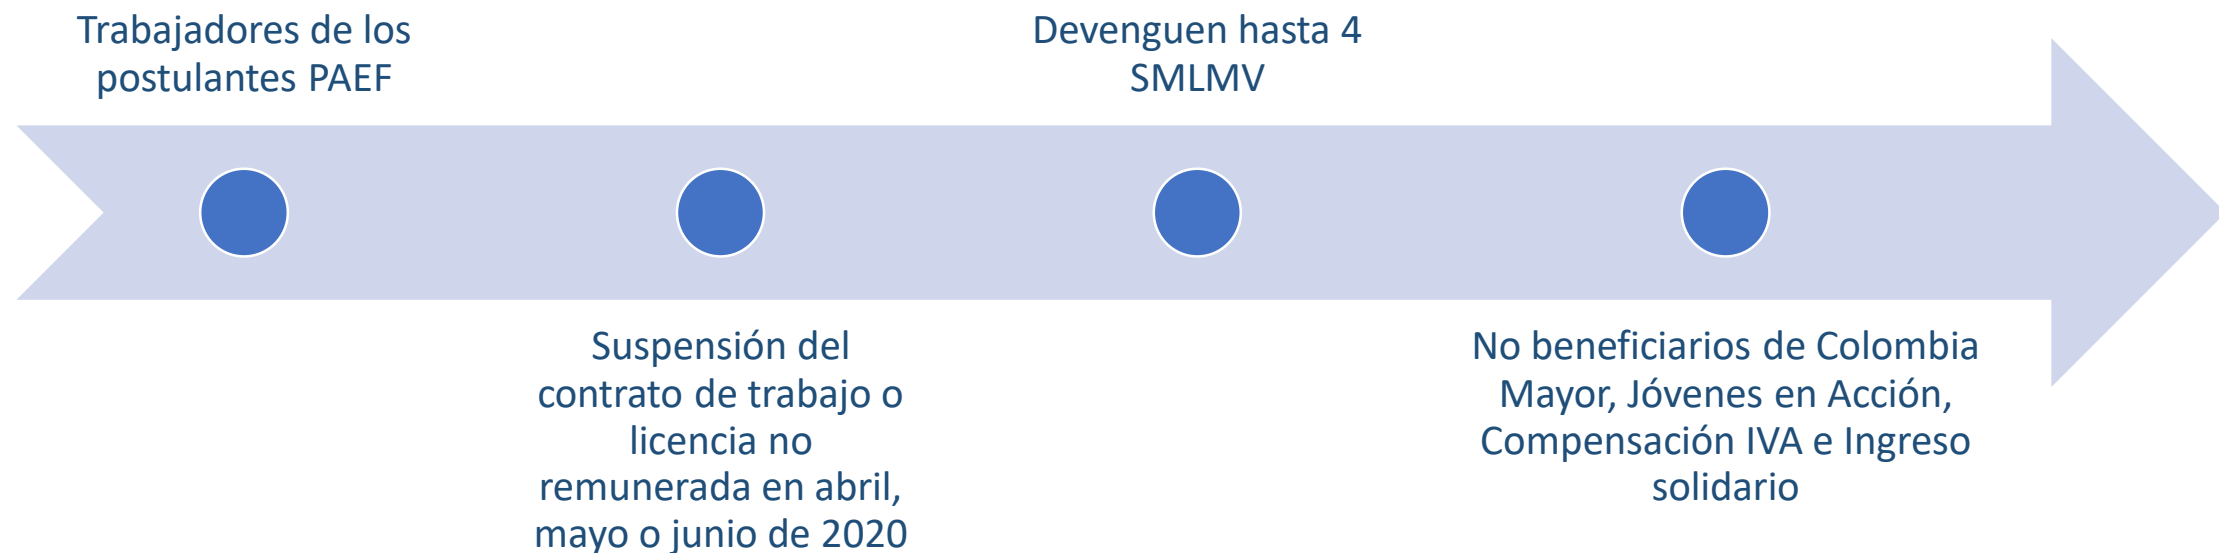 Trabajadores de los
postulantes PAEF
Suspensión del
contrato de trabajo o
licencia no
remunerada en abril,
mayo o junio de 2020
Devenguen hasta 4
SMLMV
No beneficiarios de Colombia
Mayor, Jóvenes en Acción,
Compensación IVA e Ingreso
solidario